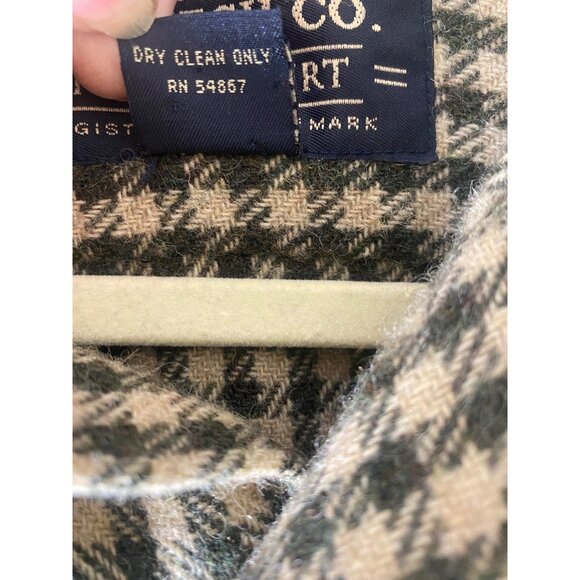 CO.
DRY CLEAN ONLY
RN 54867
RT =
GIST
MARK